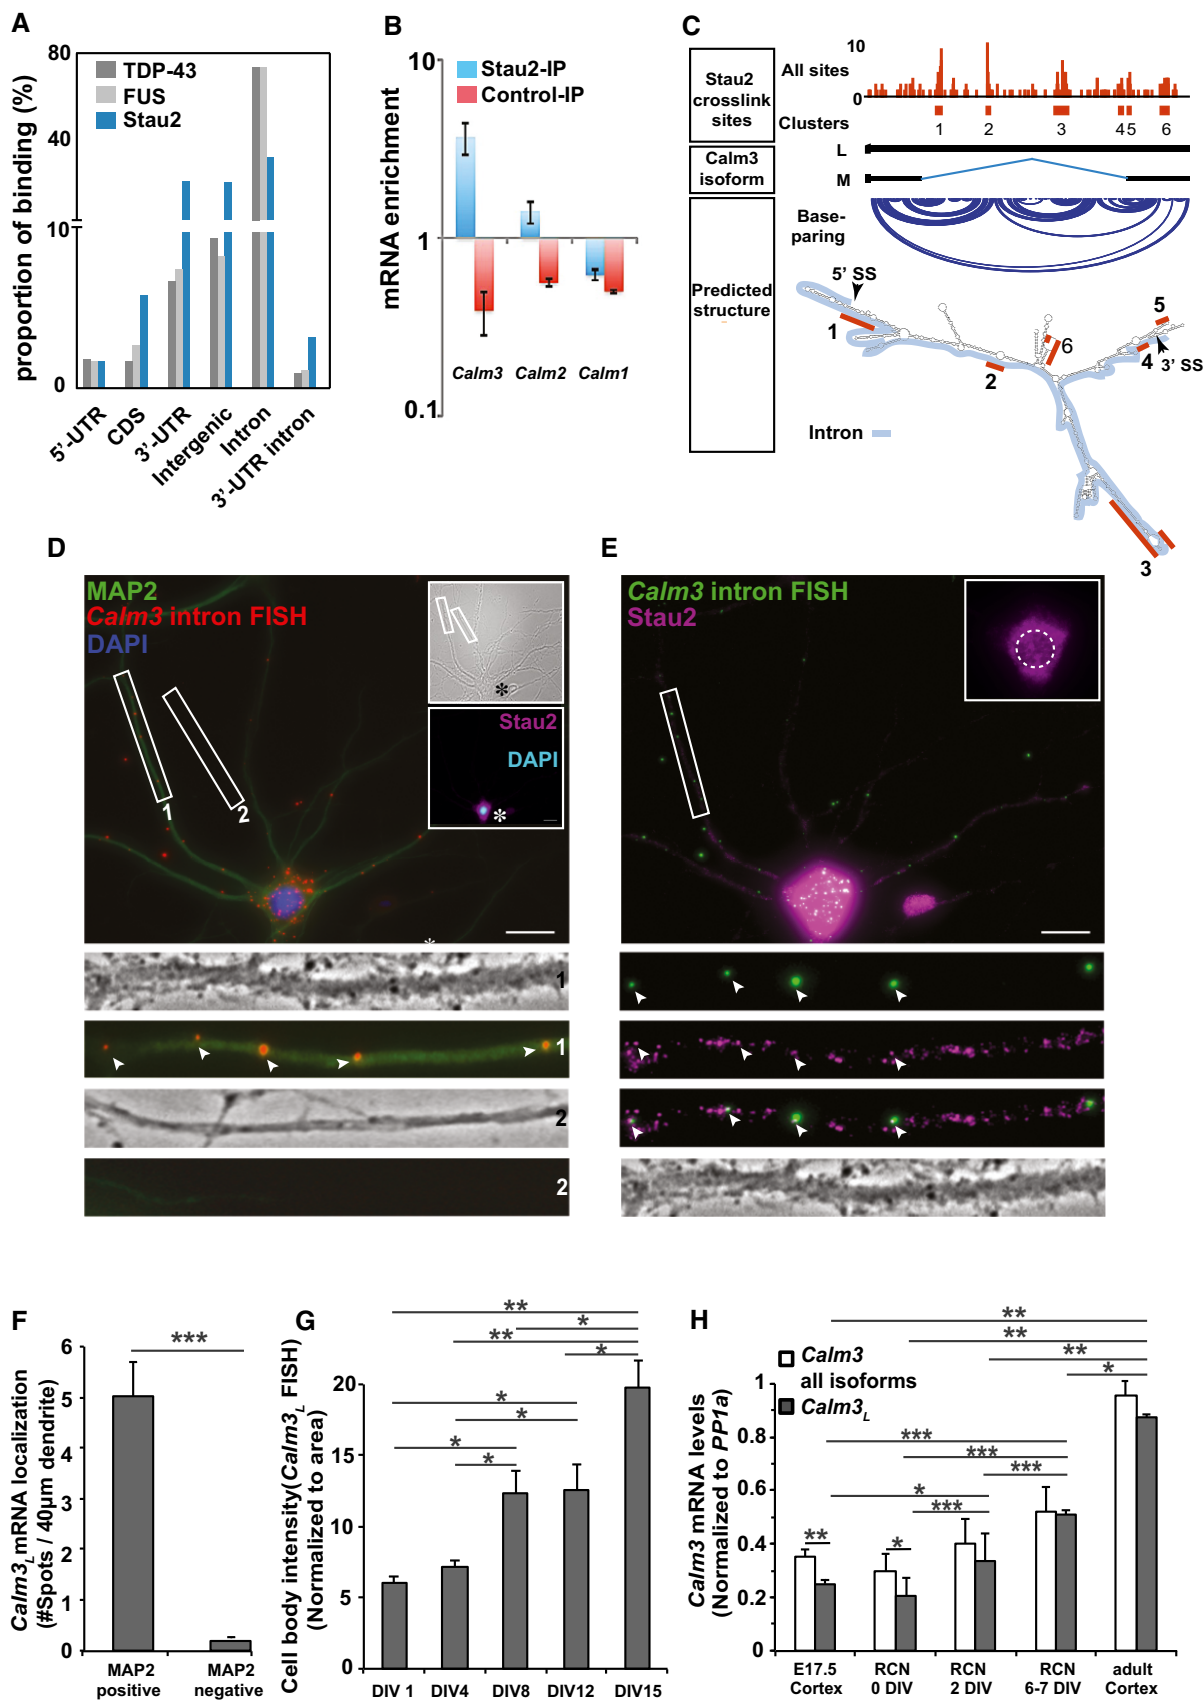 A
proportion of binding (%)
80
40
10
0
TDP-43
FUS
Stau2
5’-UTR
CDS
3’-UTR
Intergenic
Intron
3’-UTR intron
B
mRNA enrichment
10
1
0.1
Stau2-IP
Control-IP
Calm3
Calm2
Calm1
C
Stau2
crosslink
sites
10
All sites
0
Clusters
1 2 3 4 5 6
Calm3
isoform
L
M
Predicted
structure
Base-
paring
5’ SS
1
2
6
5
4
3’ SS
3
Intron
D
MAP2
Calm3 intron FISH
DAPI
1
2
*
Stau2
DAPI
*
*
1
1
2
2
E
Calm3 intron FISH
Stau2
F
Calm3L mRNA localization
(#Spots / 40µm dendrite)
6
5
4
3
2
1
0
***
MAP2
positive
MAP2
negative
G
Cell body intensity(Calm3L FISH)
(Normalized to area)
20
15
10
5
0
**
*
**
*
*
*
*
*
DIV 1
DIV4
DIV8
DIV12
DIV15
H
Calm3 mRNA levels
(Normalized to PP1a)
1
0.8
0.6
0.4
0.2
0
Calm3
all isoforms
Calm3L
**
**
**
*
***
***
***
*
***
**
*
E17.5
Cortex
RCN
0 DIV
RCN
2 DIV
RCN
6-7 DIV
adult
Cortex